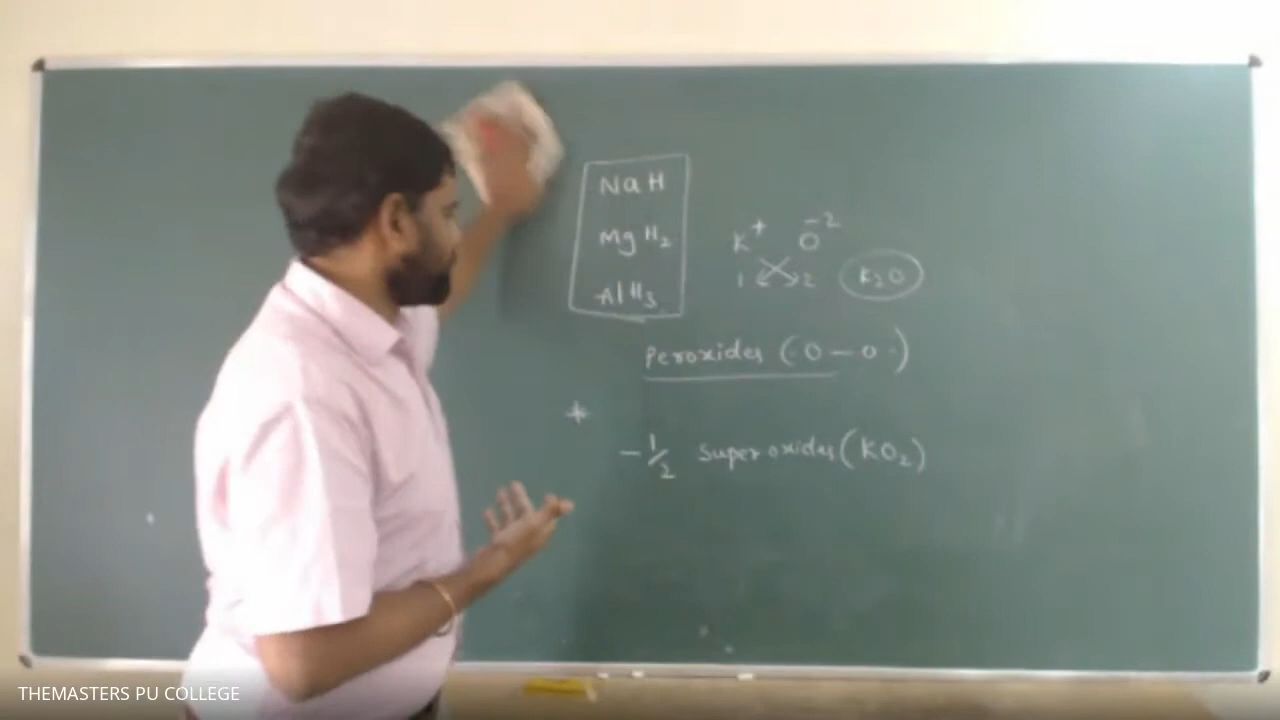 NaH
MgH₂
AlH₃
K⁺ O⁻²
1 2 K₂O
Peroxides (·O—O·)
*
-1/2 Superoxides (KO₂)
THEMASTERS PU COLLEGE